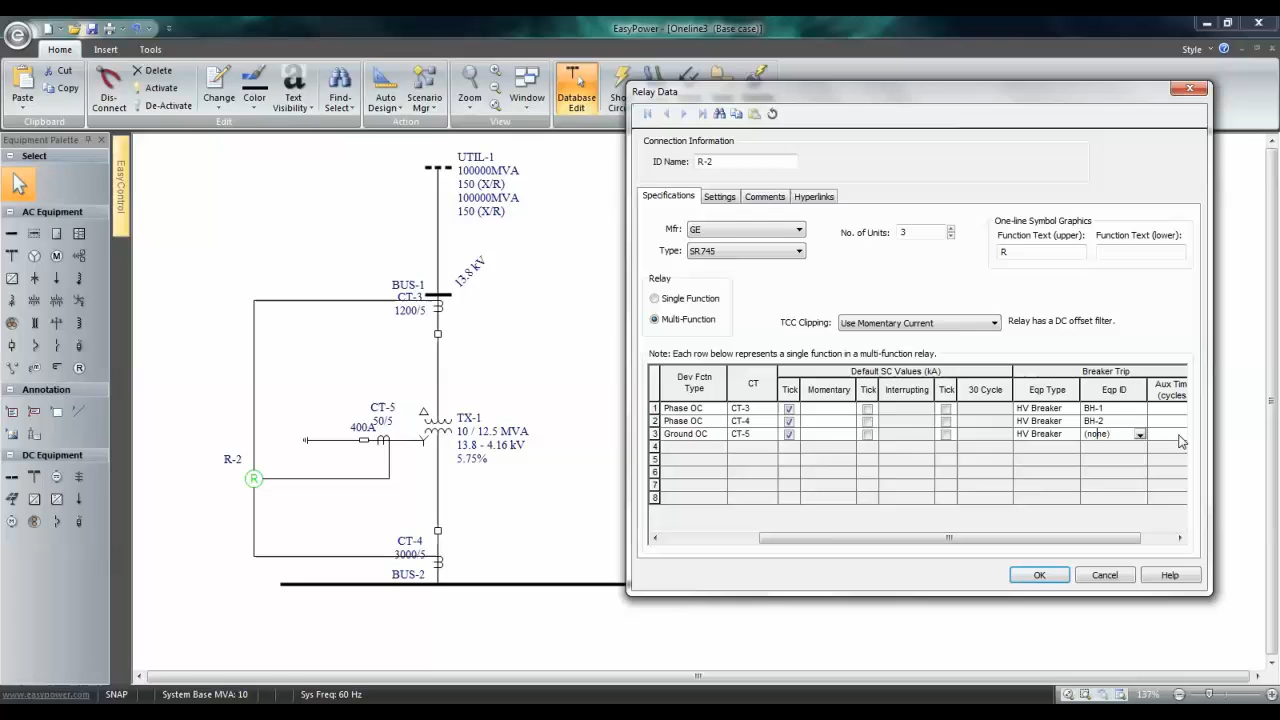 EasyPower - [Oneline3 (Base case)]
Home Insert Tools Style
Paste
Cut
Copy
Clipboard
Dis-
Connect
Delete
Activate
De-Activate
Change
Color
Text
Visibility
Find-
Select
Edit
Auto
Design
Scenario
Mgr
Action
Zoom
Window
View
Database
Edit
Equipment Palette
Select
AC Equipment
Annotation
DC Equipment
EasyControl
UTIL-1
100000MVA
150 (X/R)
100000MVA
150 (X/R)
13.8 kV
BUS-1
CT-3
1200/5
CT-5
50/5
400A
TX-1
10 / 12.5 MVA
13.8 - 4.16 kV
5.75%
R-2
R
CT-4
3000/5
BUS-2
Relay Data
Connection Information
ID Name: R-2
Specifications Settings Comments Hyperlinks
Mfr: GE
Type: SR745
No. of Units: 3
One-line Symbol Graphics
Function Text (upper): Function Text (lower):
R
Relay
Single Function
Multi-Function
TCC Clipping: Use Momentary Current
Relay has a DC offset filter.
Note: Each row below represents a single function in a multi-function relay.
Default SC Values (kA) Breaker Trip
Dev Fctn Type CT Tick Momentary Tick Interrupting Tick 30 Cycle Eqp Type Eqp ID Aux Tim (cycles
1 Phase OC CT-3 HV Breaker BH-1
2 Phase OC CT-4 HV Breaker BH-2
3 Ground OC CT-5 HV Breaker (none)
4
5
6
7
8
OK Cancel Help
www.easypower.com SNAP System Base MVA: 10 Sys Freq: 60 Hz 137%